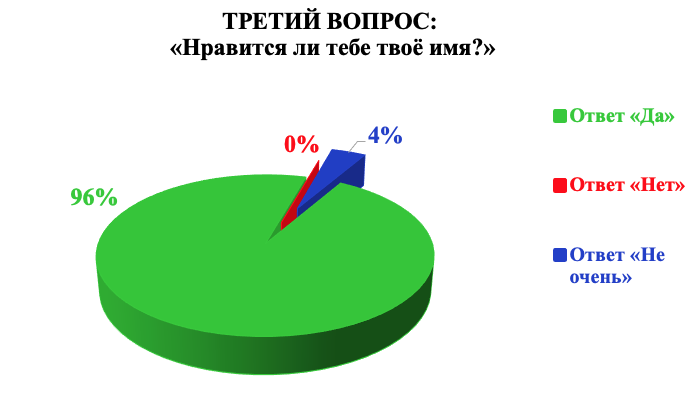 ТРЕТИЙ ВОПРОС:
«Нравится ли тебе твоё имя?»
96%
0%
4%
Ответ «Да»
Ответ «Нет»
Ответ «Не
очень»